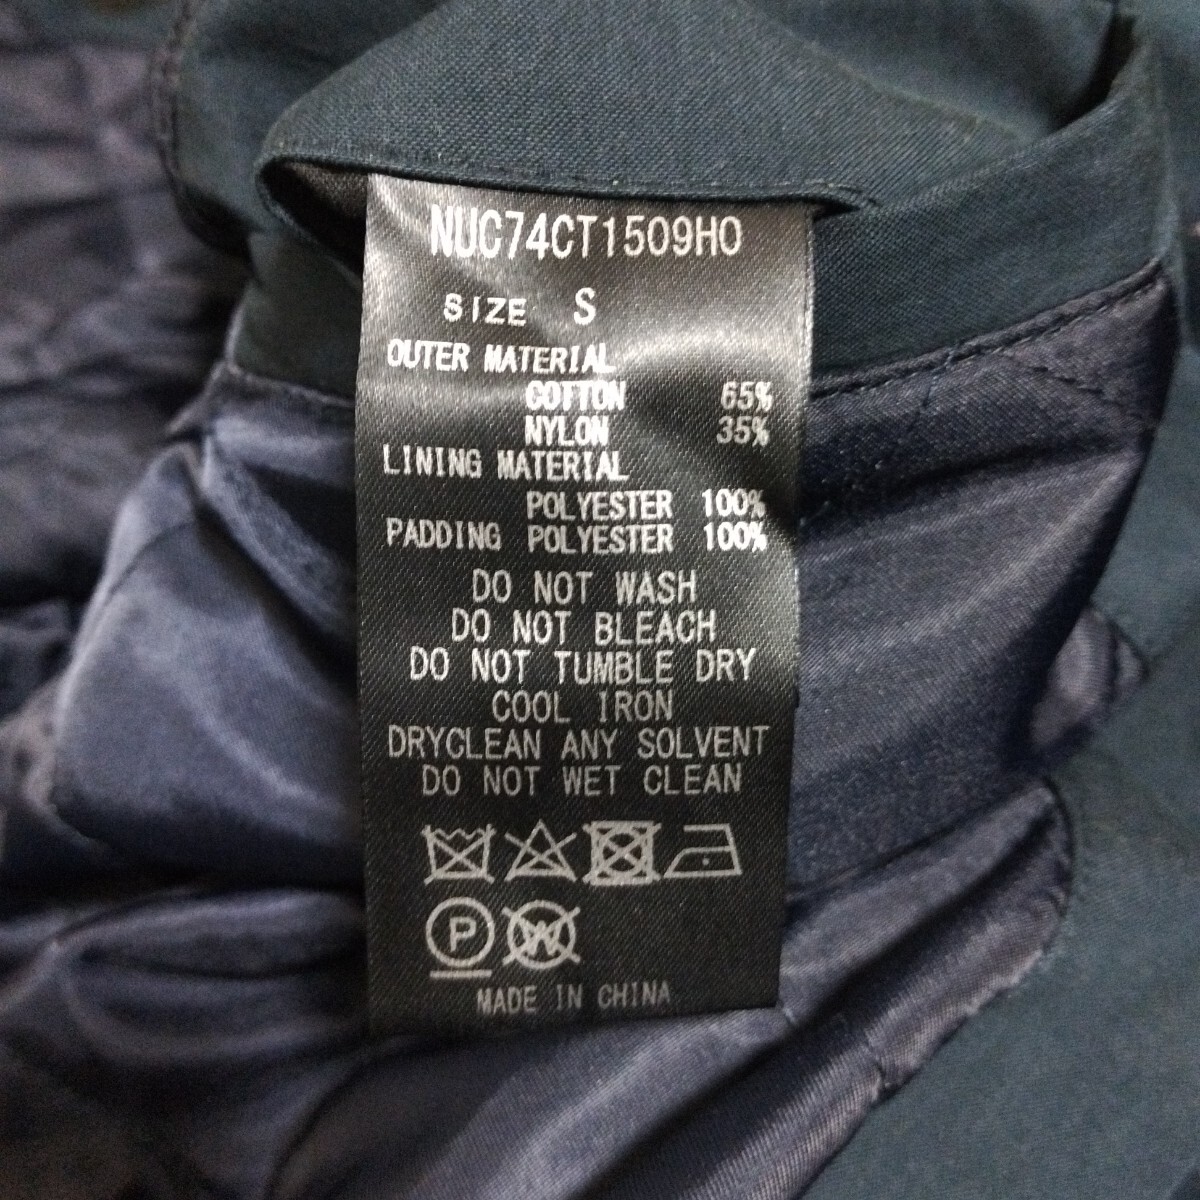 NUC74CT1509HO
SIZE S
OUTER MATERIAL
COTTON 65%
NYLON 35%
LINING MATERIAL
POLYESTER 100%
PADDING POLYESTER 100%
DO NOT WASH
DO NOT BLEACH
DO NOT TUMBLE DRY
COOL IRON
DRYCLEAN ANY SOLVENT
DO NOT WET CLEAN
P W
MADE IN CHINA